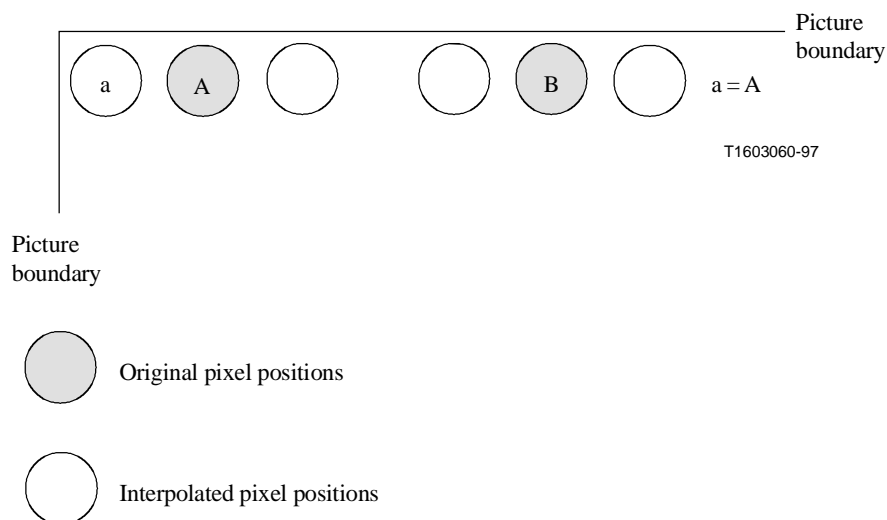 Picture
boundary
a
A
B
a = A
T1603060-97
Picture
boundary
Original pixel positions
Interpolated pixel positions